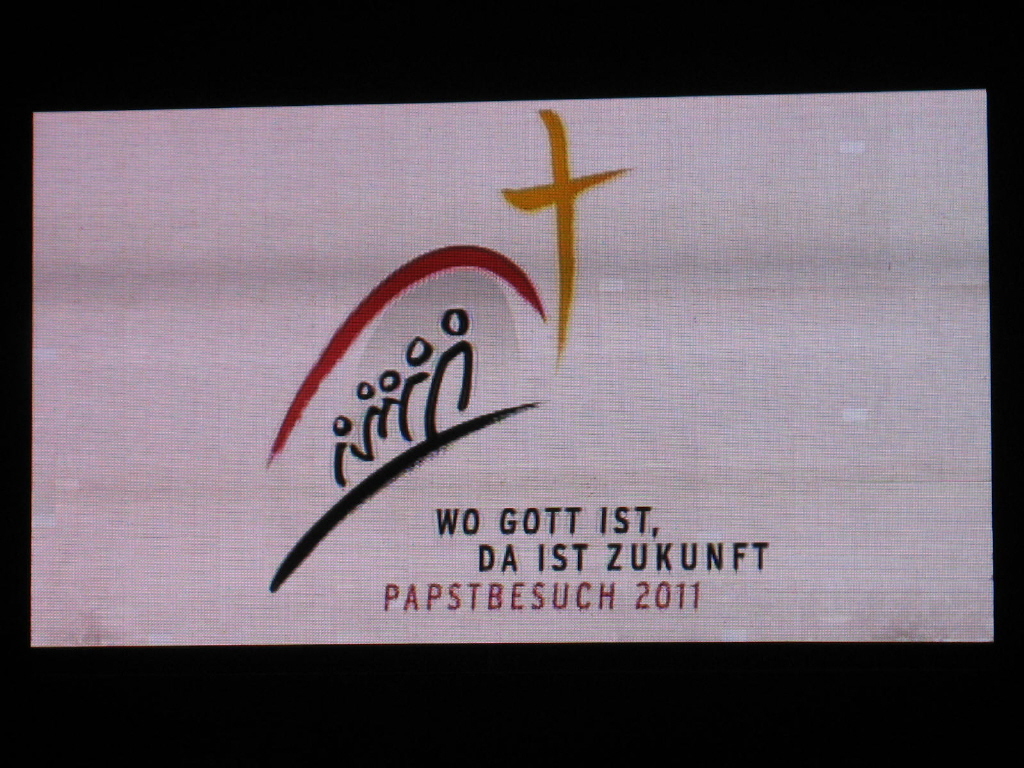 WO GOTT IST,
DA IST ZUKUNFT
PAPSTBESUCH 2011